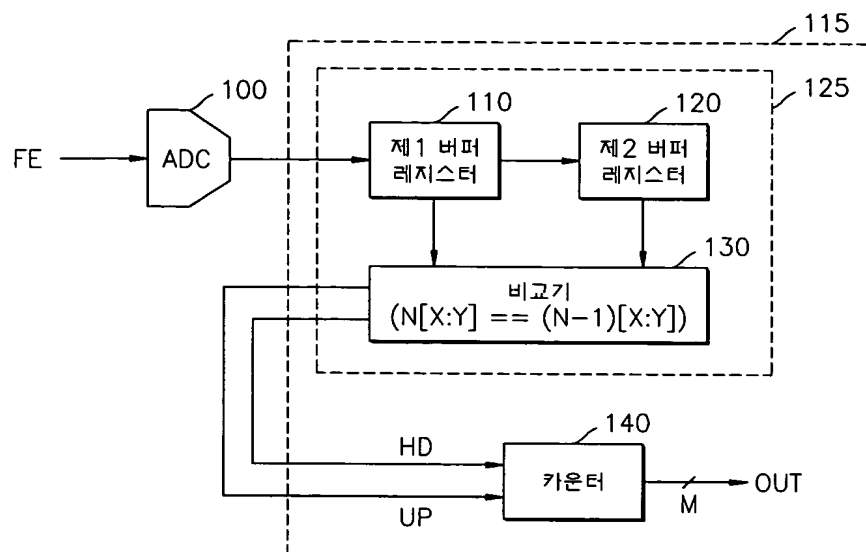 115
125
100
110
120
FE
ADC
제1 버퍼
레지스터
제2 버퍼
레지스터
130
비교기
(N[X:Y] == (N-1)[X:Y])
140
HD
카운터
OUT
M
UP